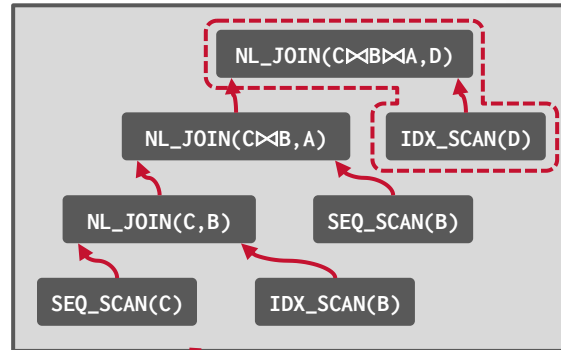 NL_JOIN(C⨝B⨝A,D)
NL_JOIN(C⨝B,A)
IDX_SCAN(D)
NL_JOIN(C,B)
SEQ_SCAN(B)
SEQ_SCAN(C)
IDX_SCAN(B)